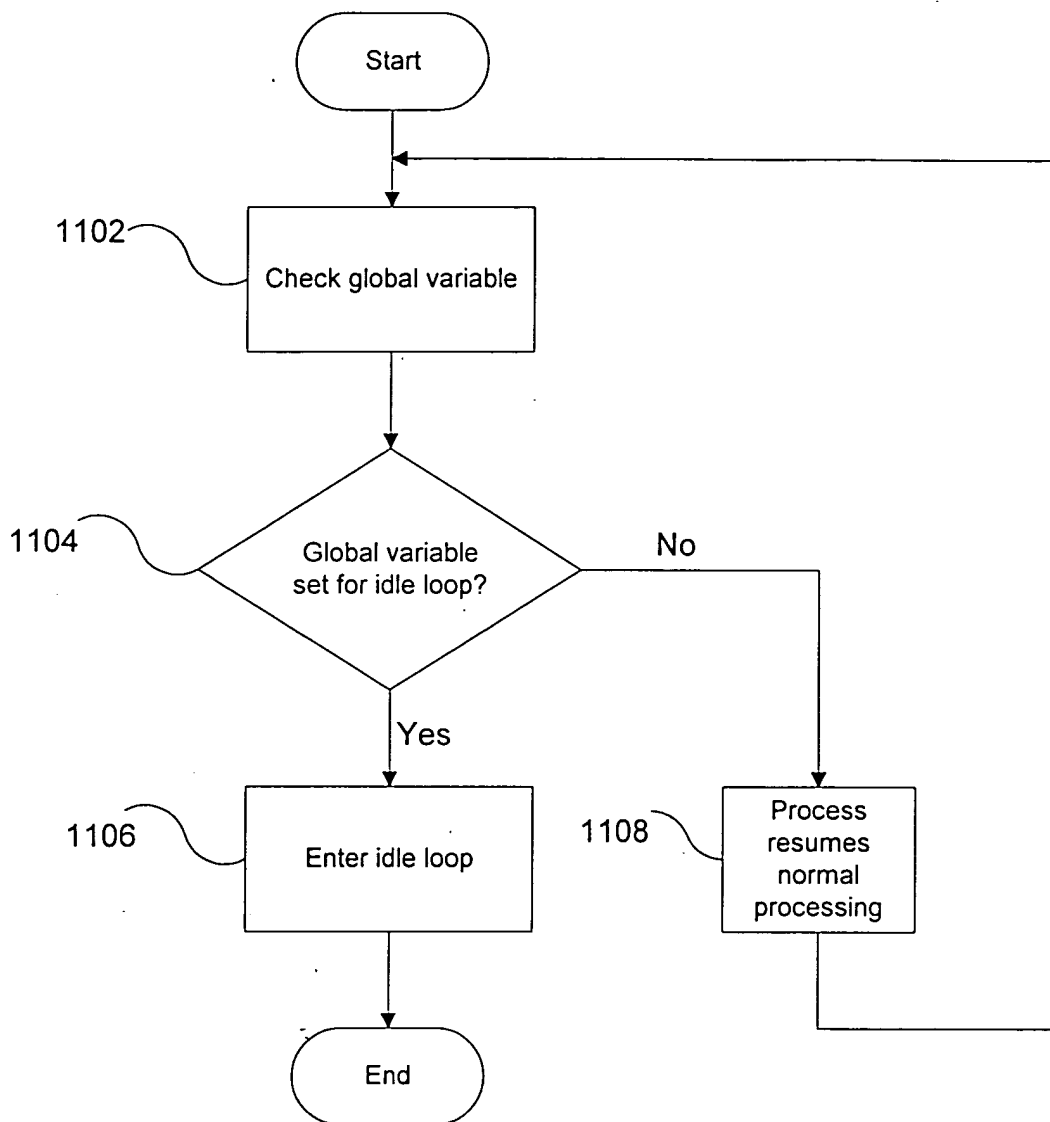 Start
1102
Check global variable
1104
Global variable
set for idle loop?
No
Yes
1106
Enter idle loop
1108
Process
resumes
normal
processing
End